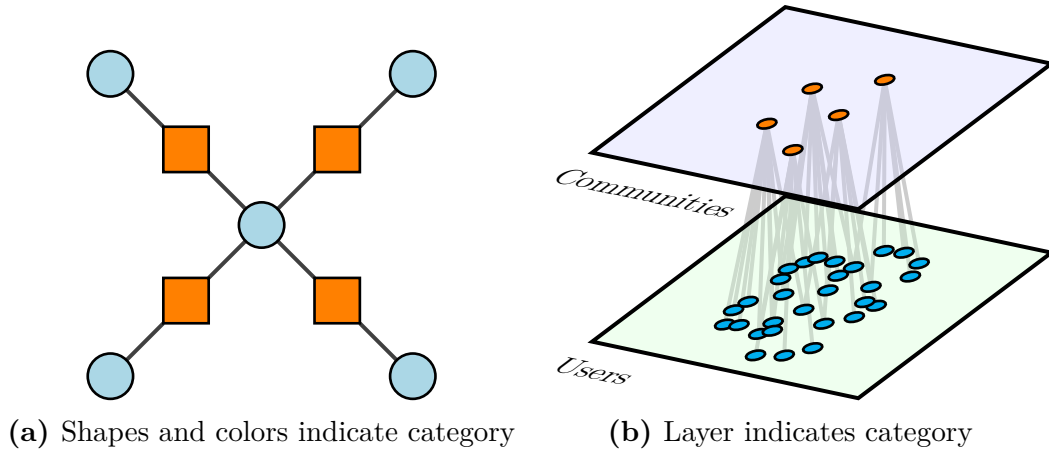 Communities
Users
(a) Shapes and colors indicate category
(b) Layer indicates category